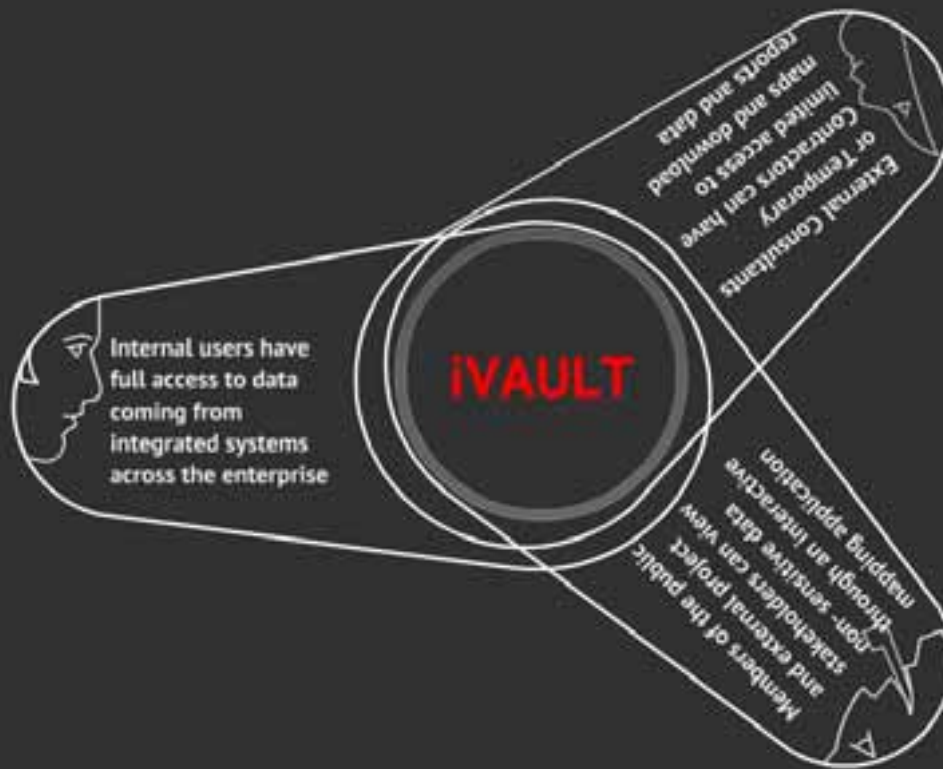 Internal users have
full access to data
coming from
integrated systems
across the enterprise
iVAULT
External Consultants
or Temporary
Contractors can have
limited access to
maps and download
reports and data
Members of the public
and external project
stakeholders can view
non- sensitive data
through an interactive
mapping application